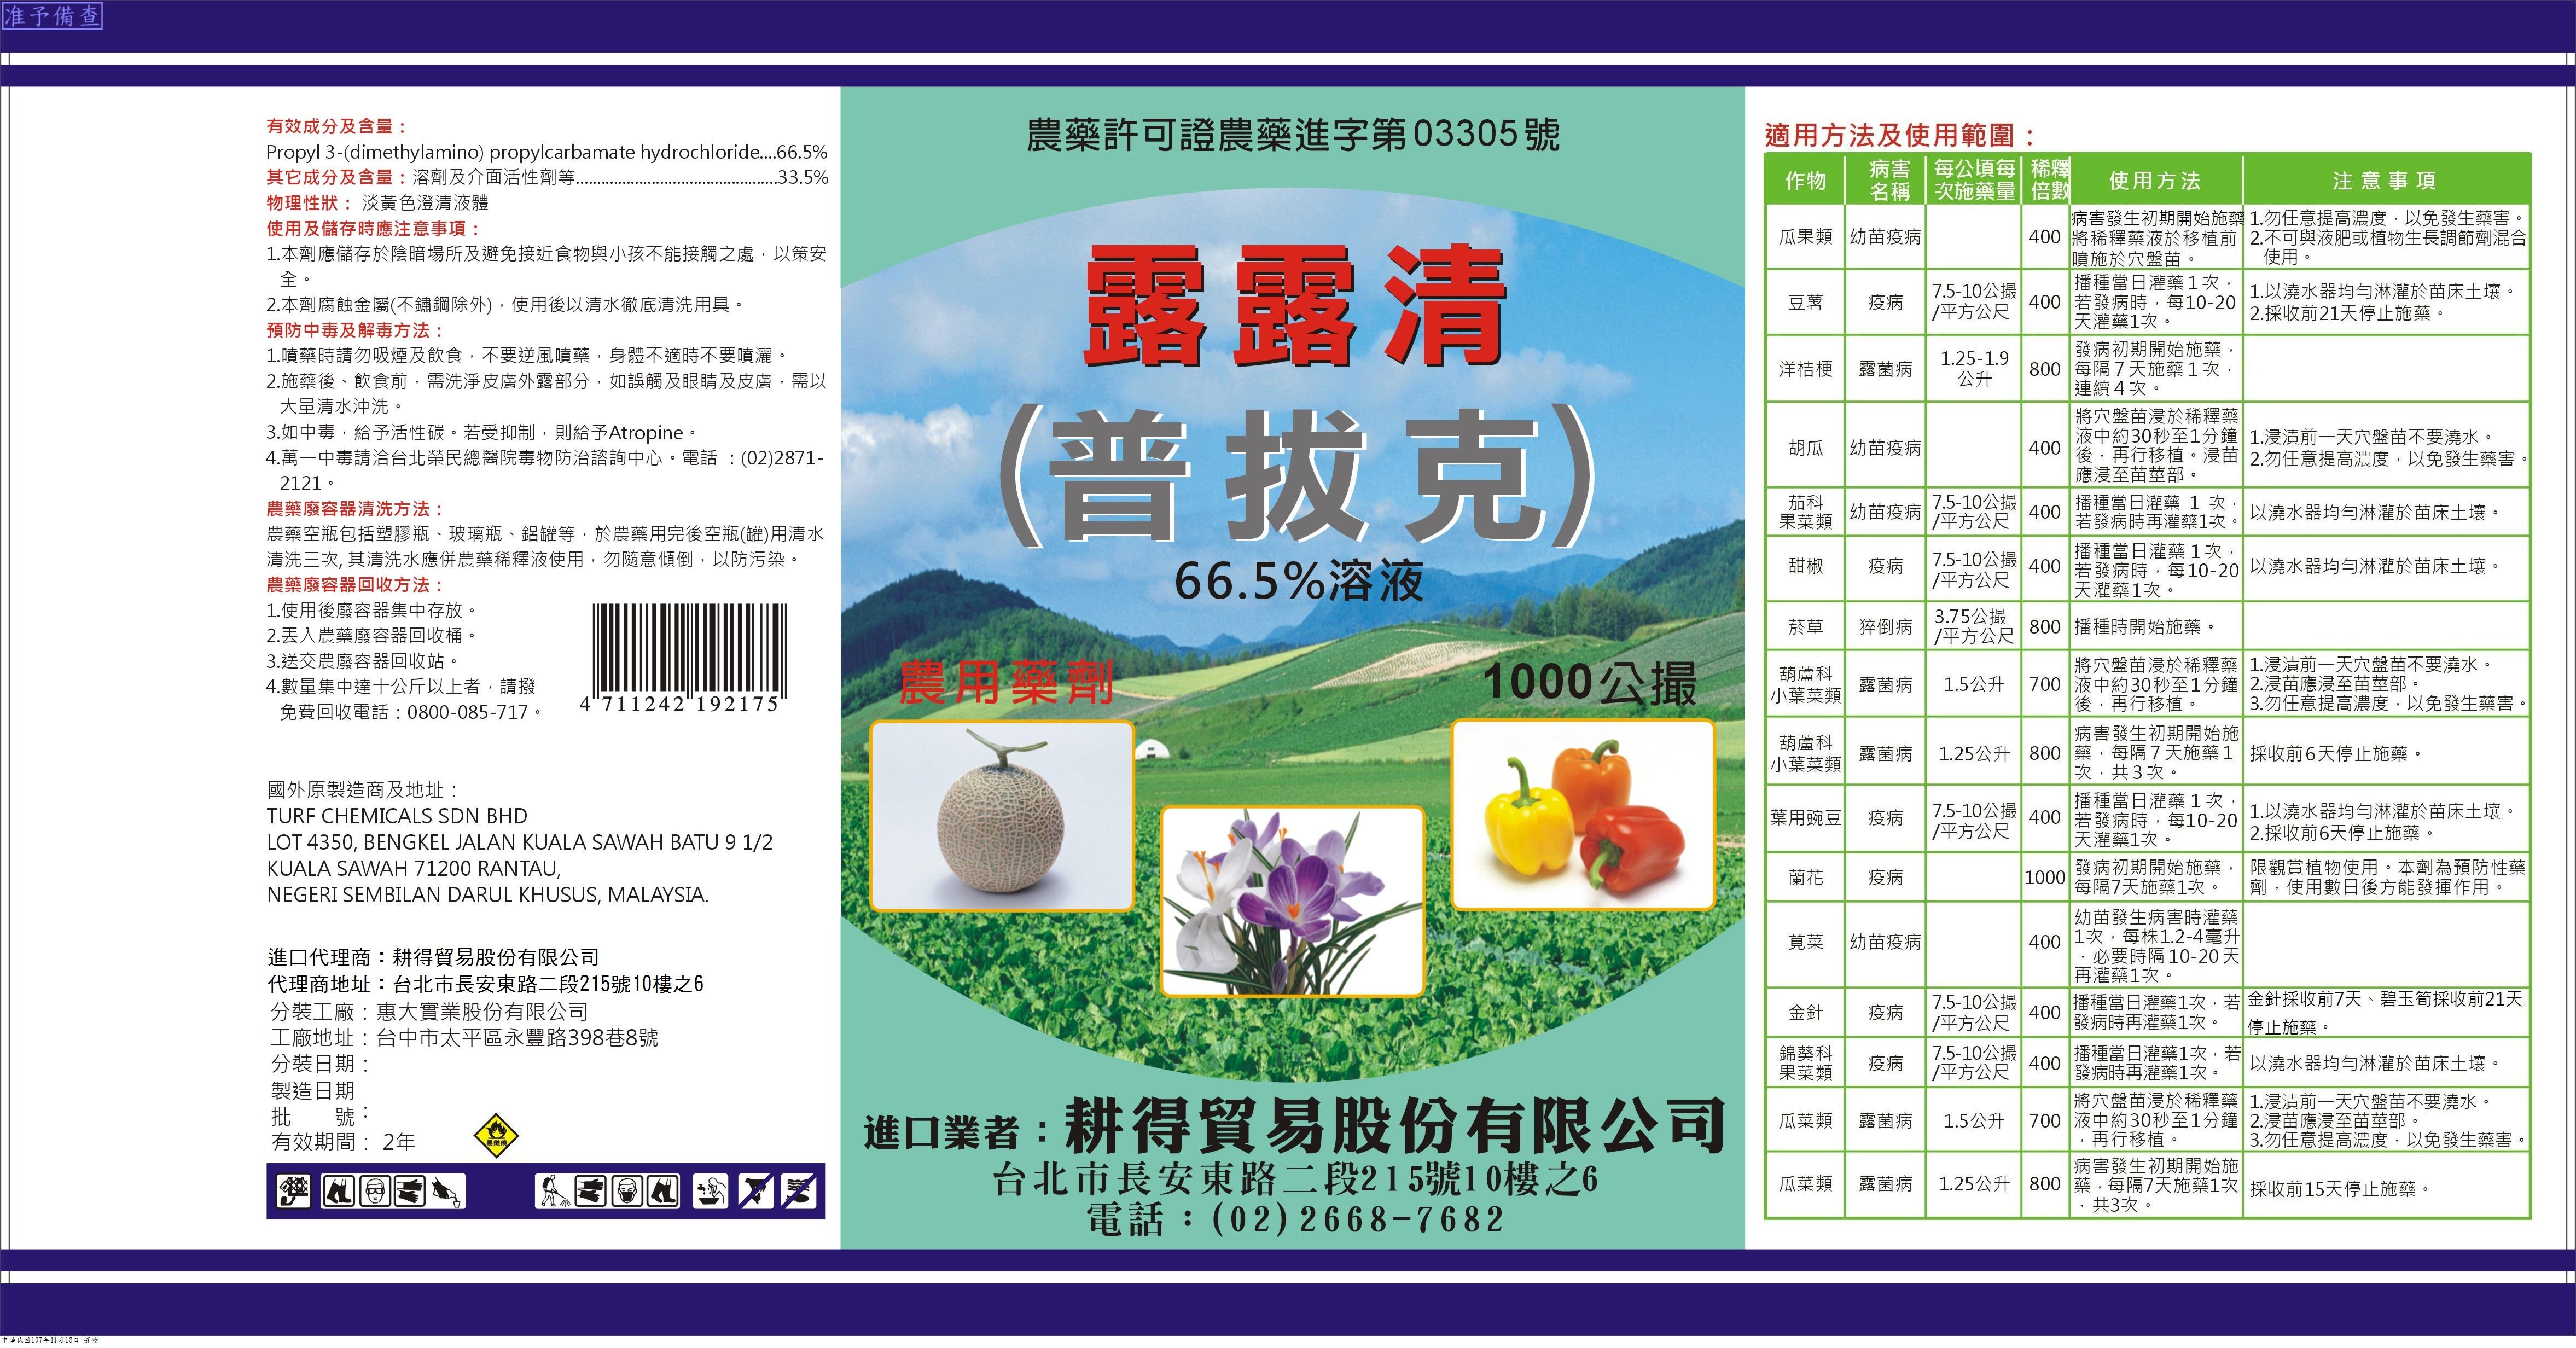 准予備查
有效成分及含量：
Propyl 3-(dimethylamino) propylcarbamate hydrochloride....66.5%
其它成分及含量：溶劑及介面活性劑等................................................33.5%
物理性狀： 淡黃色澄清液體
使用及儲存時應注意事項：
1.本劑應儲存於陰暗場所及避免接近食物與小孩不能接觸之處，以策安
全。
2.本劑腐蝕金屬(不鏽鋼除外)，使用後以清水徹底清洗用具。
預防中毒及解毒方法：
1.噴藥時請勿吸煙及飲食，不要逆風噴藥，身體不適時不要噴灑。
2.施藥後、飲食前，需洗淨皮膚外露部分，如誤觸及眼睛及皮膚，需以
大量清水沖洗。
3.如中毒，給予活性碳。若受抑制，則給予Atropine。
4.萬一中毒請洽台北榮民總醫院毒物防治諮詢中心。電話 ：(02)2871-
2121。
農藥廢容器清洗方法：
農藥空瓶包括塑膠瓶、玻璃瓶、鋁罐等，於農藥用完後空瓶(罐)用清水
清洗三次, 其清洗水應併農藥稀釋液使用，勿隨意傾倒，以防污染。
農藥廢容器回收方法：
1.使用後廢容器集中存放。
2.丟入農藥廢容器回收桶。
3.送交農廢容器回收站。
4.數量集中達十公斤以上者，請撥
免費回收電話：0800-085-717。
4 711242 192175
國外原製造商及地址：
TURF CHEMICALS SDN BHD
LOT 4350, BENGKEL JALAN KUALA SAWAH BATU 9 1/2
KUALA SAWAH 71200 RANTAU,
NEGERI SEMBILAN DARUL KHUSUS, MALAYSIA.
進口代理商：耕得貿易股份有限公司
代理商地址：台北市長安東路二段215號10樓之6
分裝工廠：惠大實業股份有限公司
工廠地址：台中市太平區永豐路398巷8號
分裝日期：
製造日期
批　　號：
有效期間： 2年
易燃燒
農藥許可證農藥進字第03305號
露露清
(普拔克)
66.5%溶液
農用藥劑
1000公撮
進口業者：耕得貿易股份有限公司
台北市長安東路二段215號10樓之6
電話：(02)2668-7682
適用方法及使用範圍：
作物 病害名稱 每公頃每次施藥量 稀釋倍數 使用方法 注意事項
瓜果類 幼苗疫病 400 病害發生初期開始施藥將稀釋藥液於移植前噴施於穴盤苗。 1.勿任意提高濃度，以免發生藥害。 2.不可與液肥或植物生長調節劑混合使用。
豆薯 疫病 7.5-10公撮/平方公尺 400 播種當日灌藥1次，若發病時，每10-20天灌藥1次。 1.以澆水器均勻淋灌於苗床土壤。 2.採收前21天停止施藥。
洋桔梗 露菌病 1.25-1.9公升 800 發病初期開始施藥，每隔7天施藥1次，連續4次。
胡瓜 幼苗疫病 400 將穴盤苗浸於稀釋藥液中約30秒至1分鐘後，再行移植。浸苗應浸至苗莖部。 1.浸漬前一天穴盤苗不要澆水。 2.勿任意提高濃度，以免發生藥害。
茄科果菜類 幼苗疫病 7.5-10公撮/平方公尺 400 播種當日灌藥 1 次，若發病時再灌藥1次。 以澆水器均勻淋灌於苗床土壤。
甜椒 疫病 7.5-10公撮/平方公尺 400 播種當日灌藥1次，若發病時，每10-20天灌藥1次。 以澆水器均勻淋灌於苗床土壤。
菸草 猝倒病 3.75公撮/平方公尺 800 播種時開始施藥。
葫蘆科小葉菜類 露菌病 1.5公升 700 將穴盤苗浸於稀釋藥液中約30秒至1分鐘後，再行移植。 1.浸漬前一天穴盤苗不要澆水。 2.浸苗應浸至苗莖部。 3.勿任意提高濃度，以免發生藥害。
葫蘆科小葉菜類 露菌病 1.25公升 800 病害發生初期開始施藥，每隔7天施藥1次，共3次。 採收前6天停止施藥。
葉用豌豆 疫病 7.5-10公撮/平方公尺 400 播種當日灌藥1次，若發病時，每10-20天灌藥1次。 1.以澆水器均勻淋灌於苗床土壤。 2.採收前6天停止施藥。
蘭花 疫病 1000 發病初期開始施藥，每隔7天施藥1次。 限觀賞植物使用。本劑為預防性藥劑，使用數日後方能發揮作用。
莧菜 幼苗疫病 400 幼苗發生病害時灌藥1次，每株1.2-4毫升，必要時隔10-20天再灌藥1次。
金針 疫病 7.5-10公撮/平方公尺 400 播種當日灌藥1次，若發病時再灌藥1次。 金針採收前7天、碧玉筍採收前21天停止施藥。
錦葵科果菜類 疫病 7.5-10公撮/平方公尺 400 播種當日灌藥1次，若發病時再灌藥1次。 以澆水器均勻淋灌於苗床土壤。
瓜菜類 露菌病 1.5公升 700 將穴盤苗浸於稀釋藥液中約30秒至1分鐘，再行移植。 1.浸漬前一天穴盤苗不要澆水。 2.浸苗應浸至苗莖部。 3.勿任意提高濃度，以免發生藥害。
瓜菜類 露菌病 1.25公升 800 病害發生初期開始施藥，每隔7天施藥1次，共3次。 採收前15天停止施藥。
中華民國107年11月13日 簽發